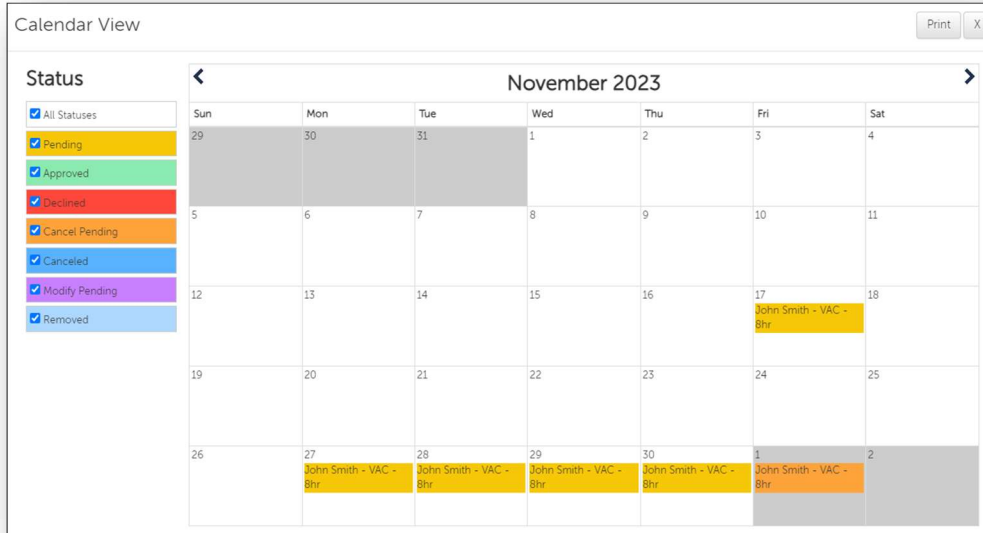 Calendar View
Print
X
Status
All Statuses
Pending
Approved
Declined
Cancel Pending
Canceled
Modify Pending
Removed
November 2023
Sun Mon Tue Wed Thu Fri Sat
29 30 31 1 2 3 4
5 6 7 8 9 10 11
12 13 14 15 16 17 18
John Smith - VAC -
8hr
19 20 21 22 23 24 25
26 27 28 29 30 1 2
John Smith - VAC - John Smith - VAC - John Smith - VAC - John Smith - VAC - John Smith - VAC -
8hr 8hr 8hr 8hr 8hr